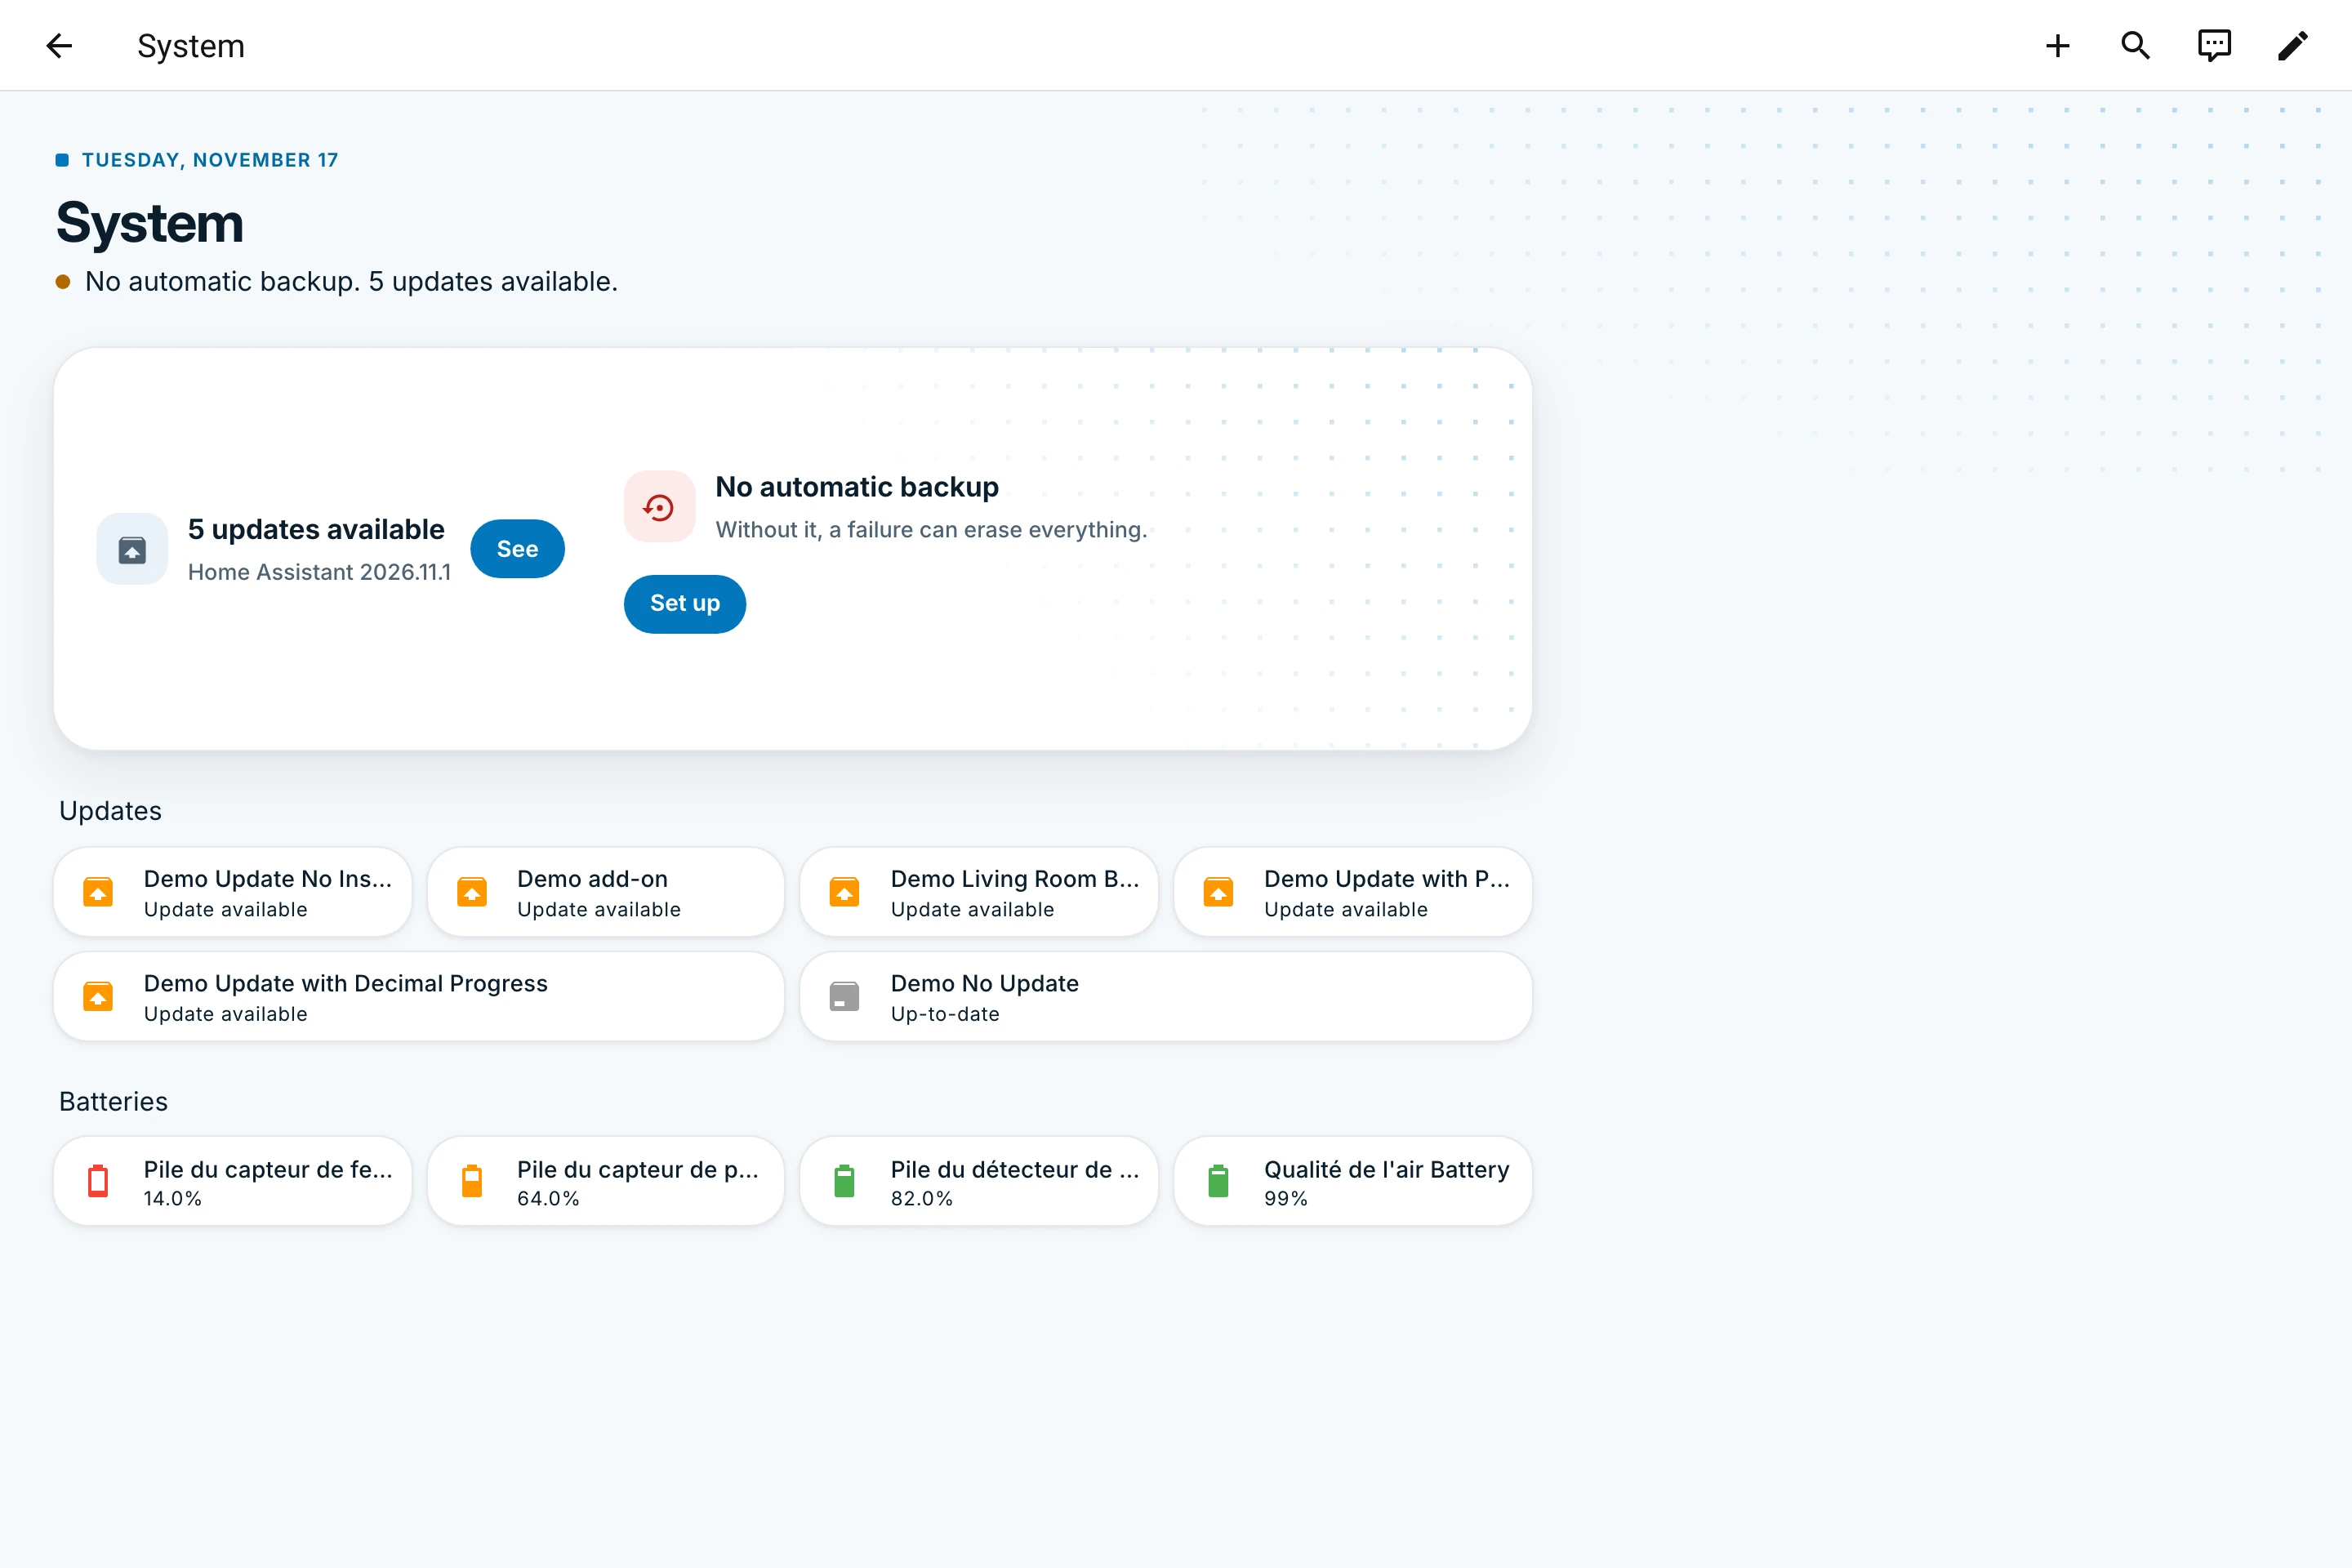 System
TUESDAY, NOVEMBER 17
System
No automatic backup. 5 updates available.
5 updates available
Home Assistant 2026.11.1
See
No automatic backup
Without it, a failure can erase everything.
Set up
Updates
Demo Update No Ins...
Update available
Demo add-on
Update available
Demo Living Room B...
Update available
Demo Update with P...
Update available
Demo Update with Decimal Progress
Update available
Demo No Update
Up-to-date
Batteries
Pile du capteur de fe...
14.0%
Pile du capteur de p...
64.0%
Pile du détecteur de ...
82.0%
Qualité de l'air Battery
99%